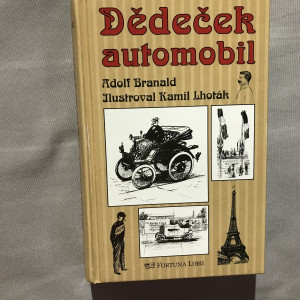 Dědeček
automobil
Adolf Branald
Ilustroval Kamil Lhoták
Fortuna Libri